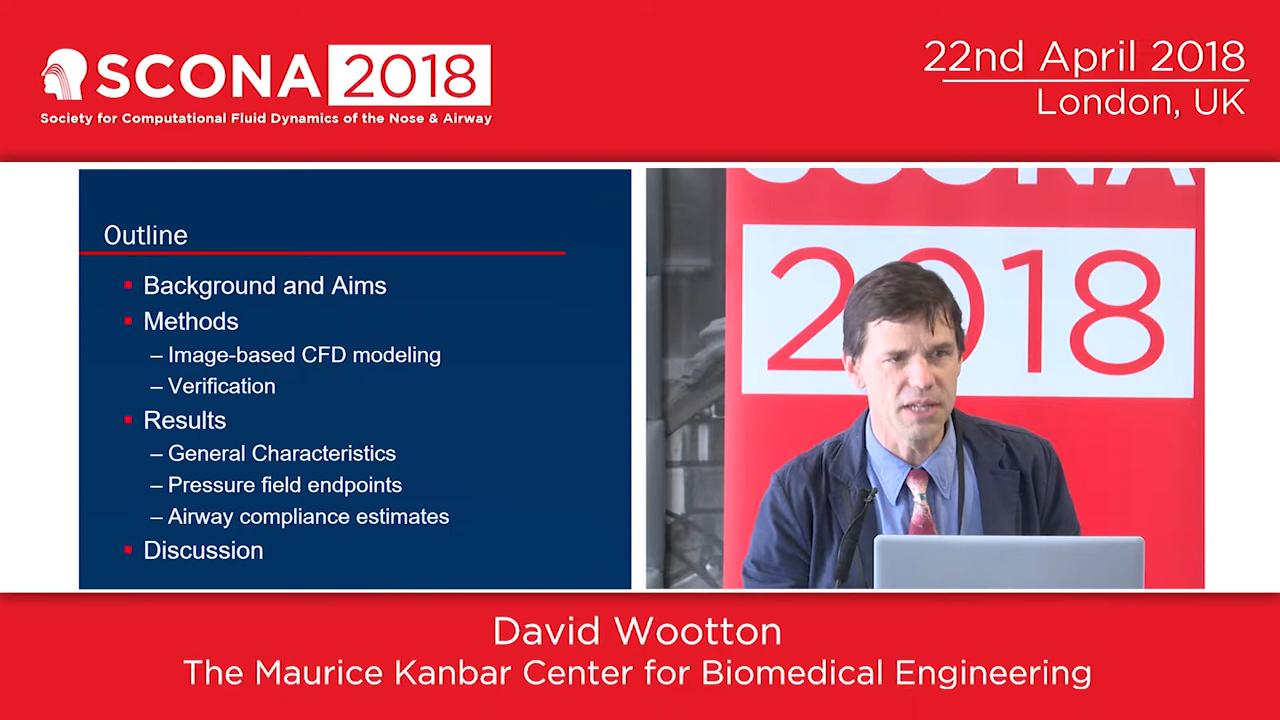 SCONA 2018
Society for Computational Fluid Dynamics of the Nose & Airway
22nd April 2018
London, UK
Outline
Background and Aims
Methods
– Image-based CFD modeling
– Verification
Results
– General Characteristics
– Pressure field endpoints
– Airway compliance estimates
Discussion
SCONA
2018
David Wootton
The Maurice Kanbar Center for Biomedical Engineering